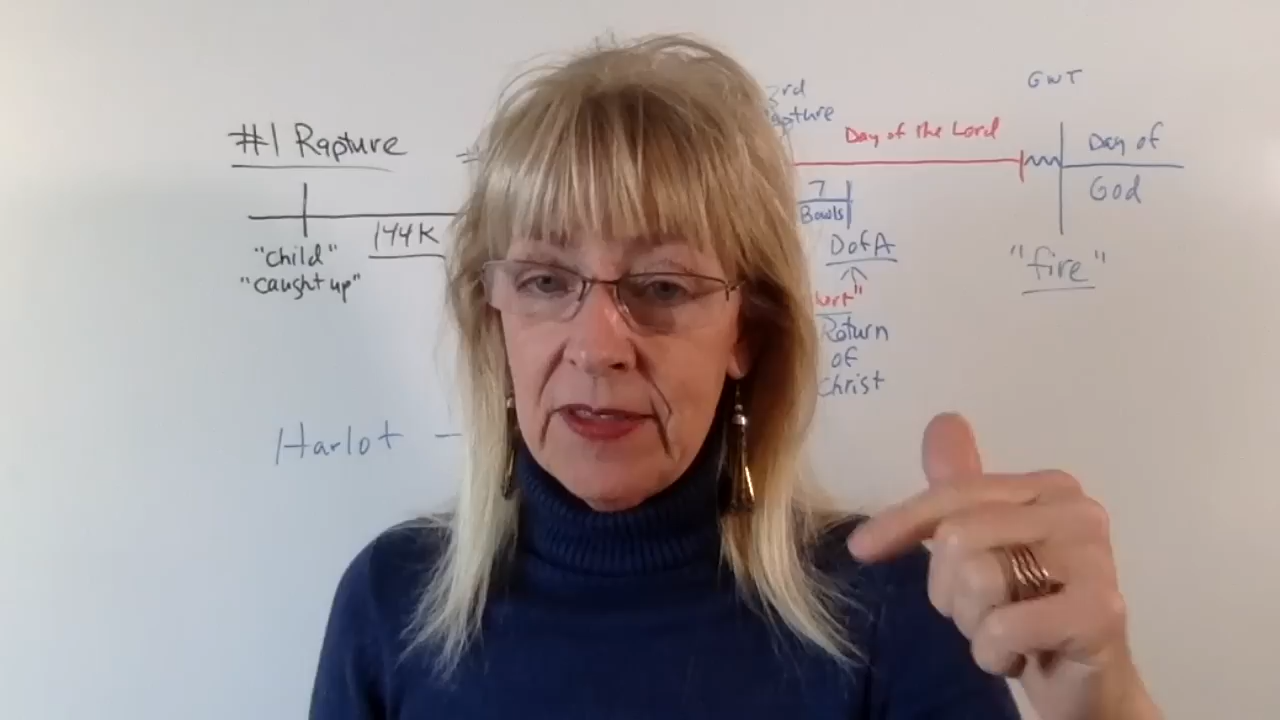 #1 Rapture
"child"
"caught up"
144K
3rd
Day of the Lord
7
Bowls
DofA
Return
of
Christ
GWT
Day of
God
"fire"
Harlot -